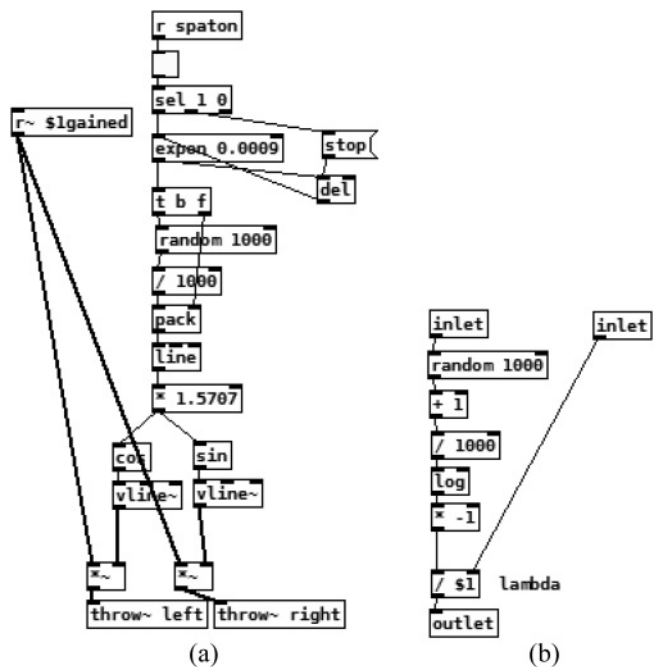 r spaton
sel 1 0
r~ $1gained
expon 0.0009
stop
del
t b f
random 1000
/ 1000
pack
line
* 1.5707
cos
sin
vline~
vline~
*~
*~
throw~ left
throw~ right
(a)
inlet
inlet
random 1000
+ 1
/ 1000
log
* -1
/ $1
lambda
outlet
(b)